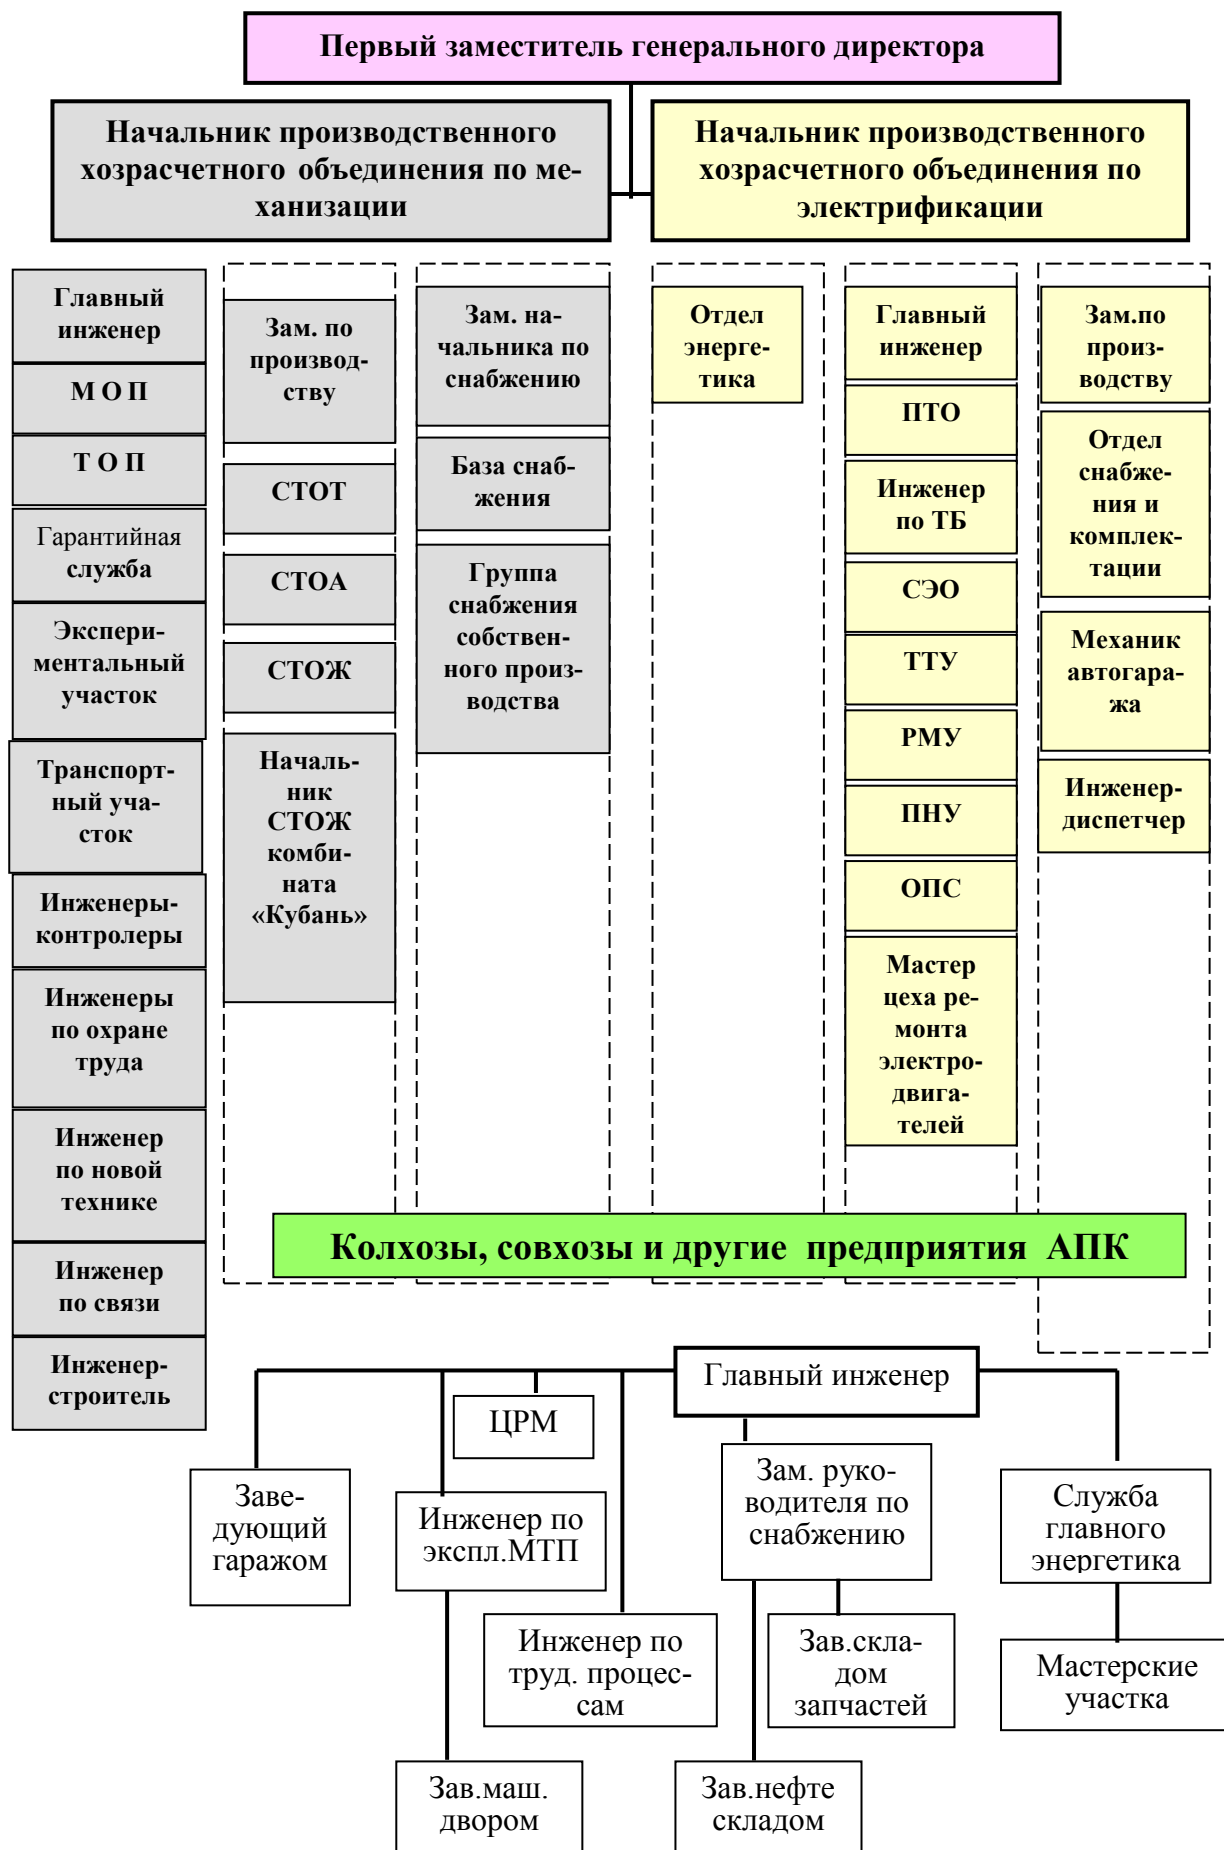 Первый заместитель генерального директора
Начальник производственного
хозрасчетного объединения по ме-
ханизации
Начальник производственного
хозрасчетного объединения по
электрификации
Главный
инженер
М О П
Т О П
Гарантийная
служба
Экспери-
ментальный
участок
Транспорт-
ный уча-
сток
Инженеры-
контролеры
Инженеры
по охране
труда
Инженер
по новой
технике
Инженер
по связи
Инженер-
строитель
Зам. по
производ-
ству
СТОТ
СТОА
СТОЖ
Началь-
ник
СТОЖ
комби-
ната
«Кубань»
Зам. на-
чальника по
снабжению
База снаб-
жения
Группа
снабжения
собствен-
ного произ-
водства
Отдел
энерге-
тика
Главный
инженер
ПТО
Инженер
по ТБ
СЭО
ТТУ
РМУ
ПНУ
ОПС
Мастер
цеха ре-
монта
электро-
двига-
телей
Зам.по
произ-
водству
Отдел
снабже-
ния и
комплек-
тации
Механик
автогара-
жа
Инженер-
диспетчер
Колхозы, совхозы и другие предприятия АПК
Главный инженер
ЦРМ
Заве-
дующий
гаражом
Инженер по
экспл.МТП
Зам. руко-
водителя по
снабжению
Служба
главного
энергетика
Инженер по
труд. процес-
сам
Зав.скла-
дом
запчастей
Мастерские
участка
Зав.маш.
двором
Зав.нефте
складом